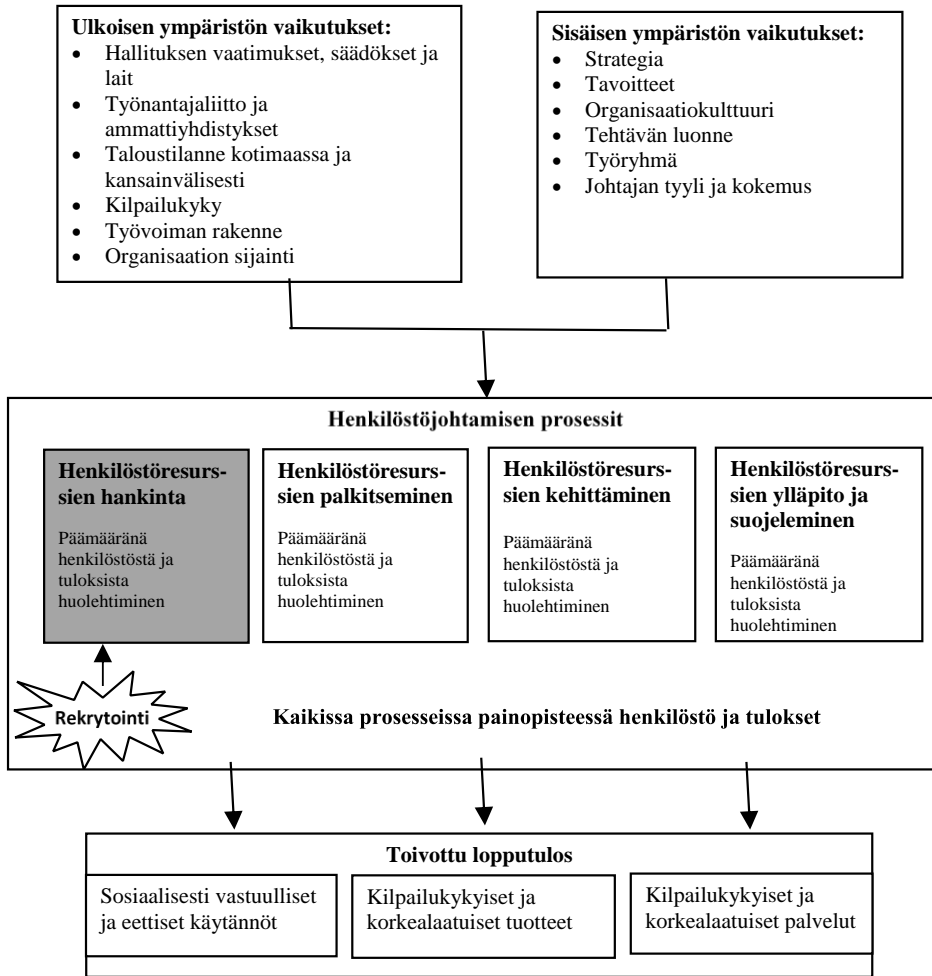 Ulkoisen ympäristön vaikutukset:
• Hallituksen vaatimukset, säädökset ja
lait
• Työnantajaliitto ja
ammattiyhdistykset
• Taloustilanne kotimaassa ja
kansainvälisesti
• Kilpailukyky
• Työvoiman rakenne
• Organisaation sijainti
Sisäisen ympäristön vaikutukset:
• Strategia
• Tavoitteet
• Organisaatiokulttuuri
• Tehtävän luonne
• Työryhmä
• Johtajan tyyli ja kokemus
Henkilöstöjohtamisen prosessit
Henkilöstöresurs-
sien hankinta
Päämääränä
henkilöstöstä ja
tuloksista
huolehtiminen
Henkilöstöresurs-
sien palkitseminen
Päämääränä
henkilöstöstä ja
tuloksista
huolehtiminen
Henkilöstöresurs-
sien kehittäminen
Päämääränä
henkilöstöstä ja
tuloksista
huolehtiminen
Henkilöstöresurs-
sien ylläpito ja
suojeleminen
Päämääränä
henkilöstöstä ja
tuloksista
huolehtiminen
Rekrytointi
Kaikissa prosesseissa painopisteessä henkilöstö ja tulokset
Toivottu lopputulos
Sosiaalisesti vastuulliset
ja eettiset käytännöt
Kilpailukykyiset ja
korkealaatuiset tuotteet
Kilpailukykyiset ja
korkealaatuiset palvelut